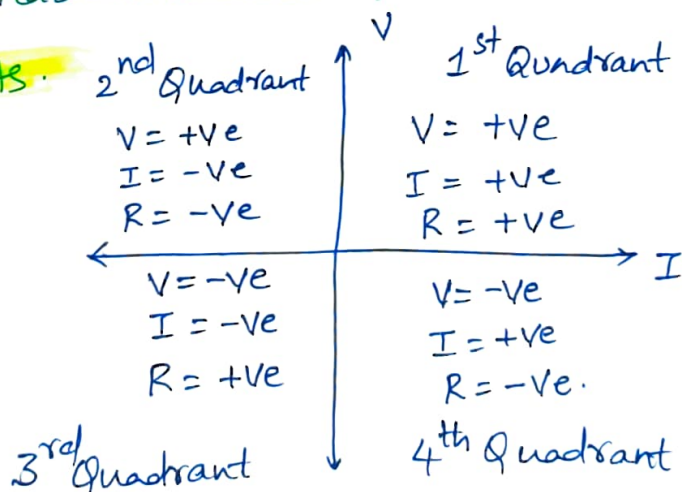 ts.
V
2nd Quadrant
V = +ve
I = -ve
R = -ve
1st Qundrant
V = +ve
I = +ve
R = +ve
I
V = -ve
I = -ve
R = +ve
3rd Quadrant
V = -ve
I = +ve
R = -ve.
4th Quadrant